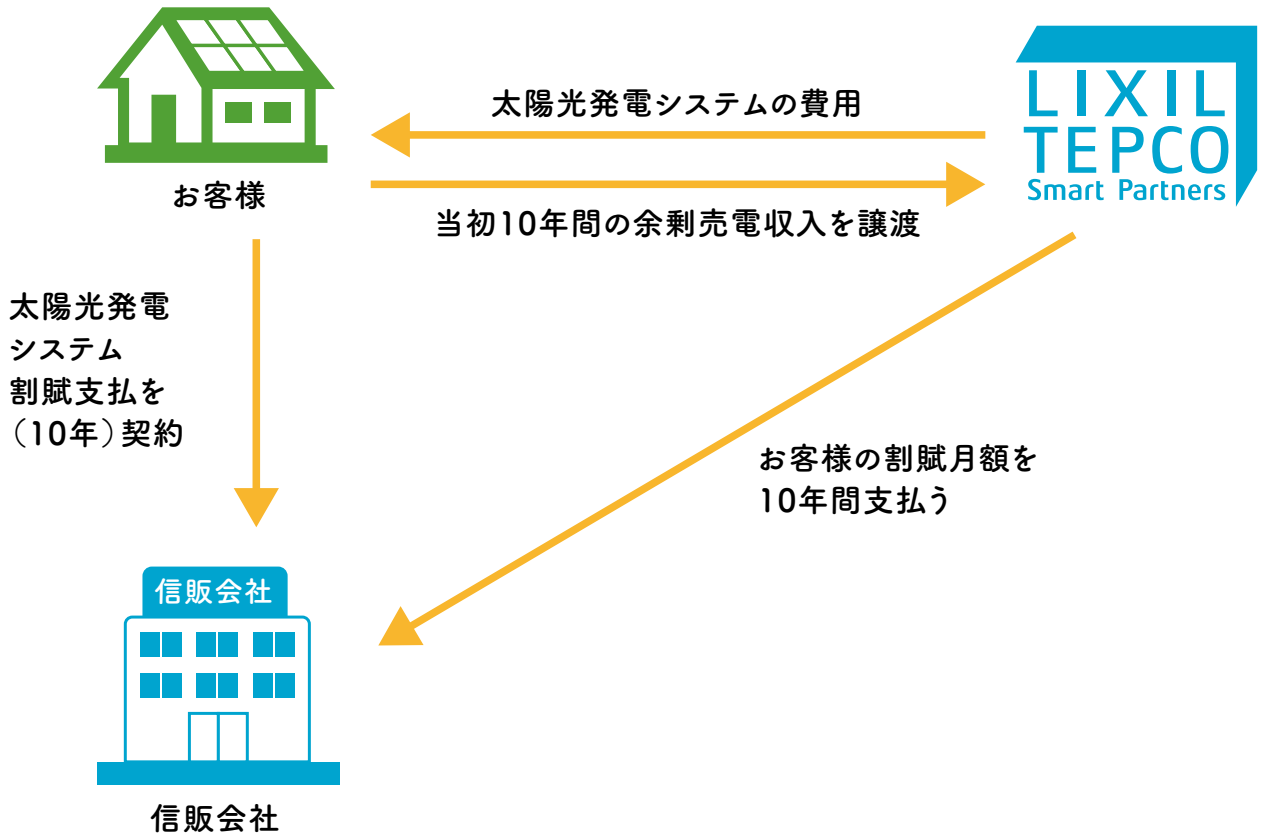 太陽光発電システムの費用
LIXIL
TEPCO
Smart Partners
お客様
当初10年間の余剰売電収入を譲渡
太陽光発電
システム
割賦支払を
（10年）契約
お客様の割賦月額を
10年間支払う
信販会社
信販会社